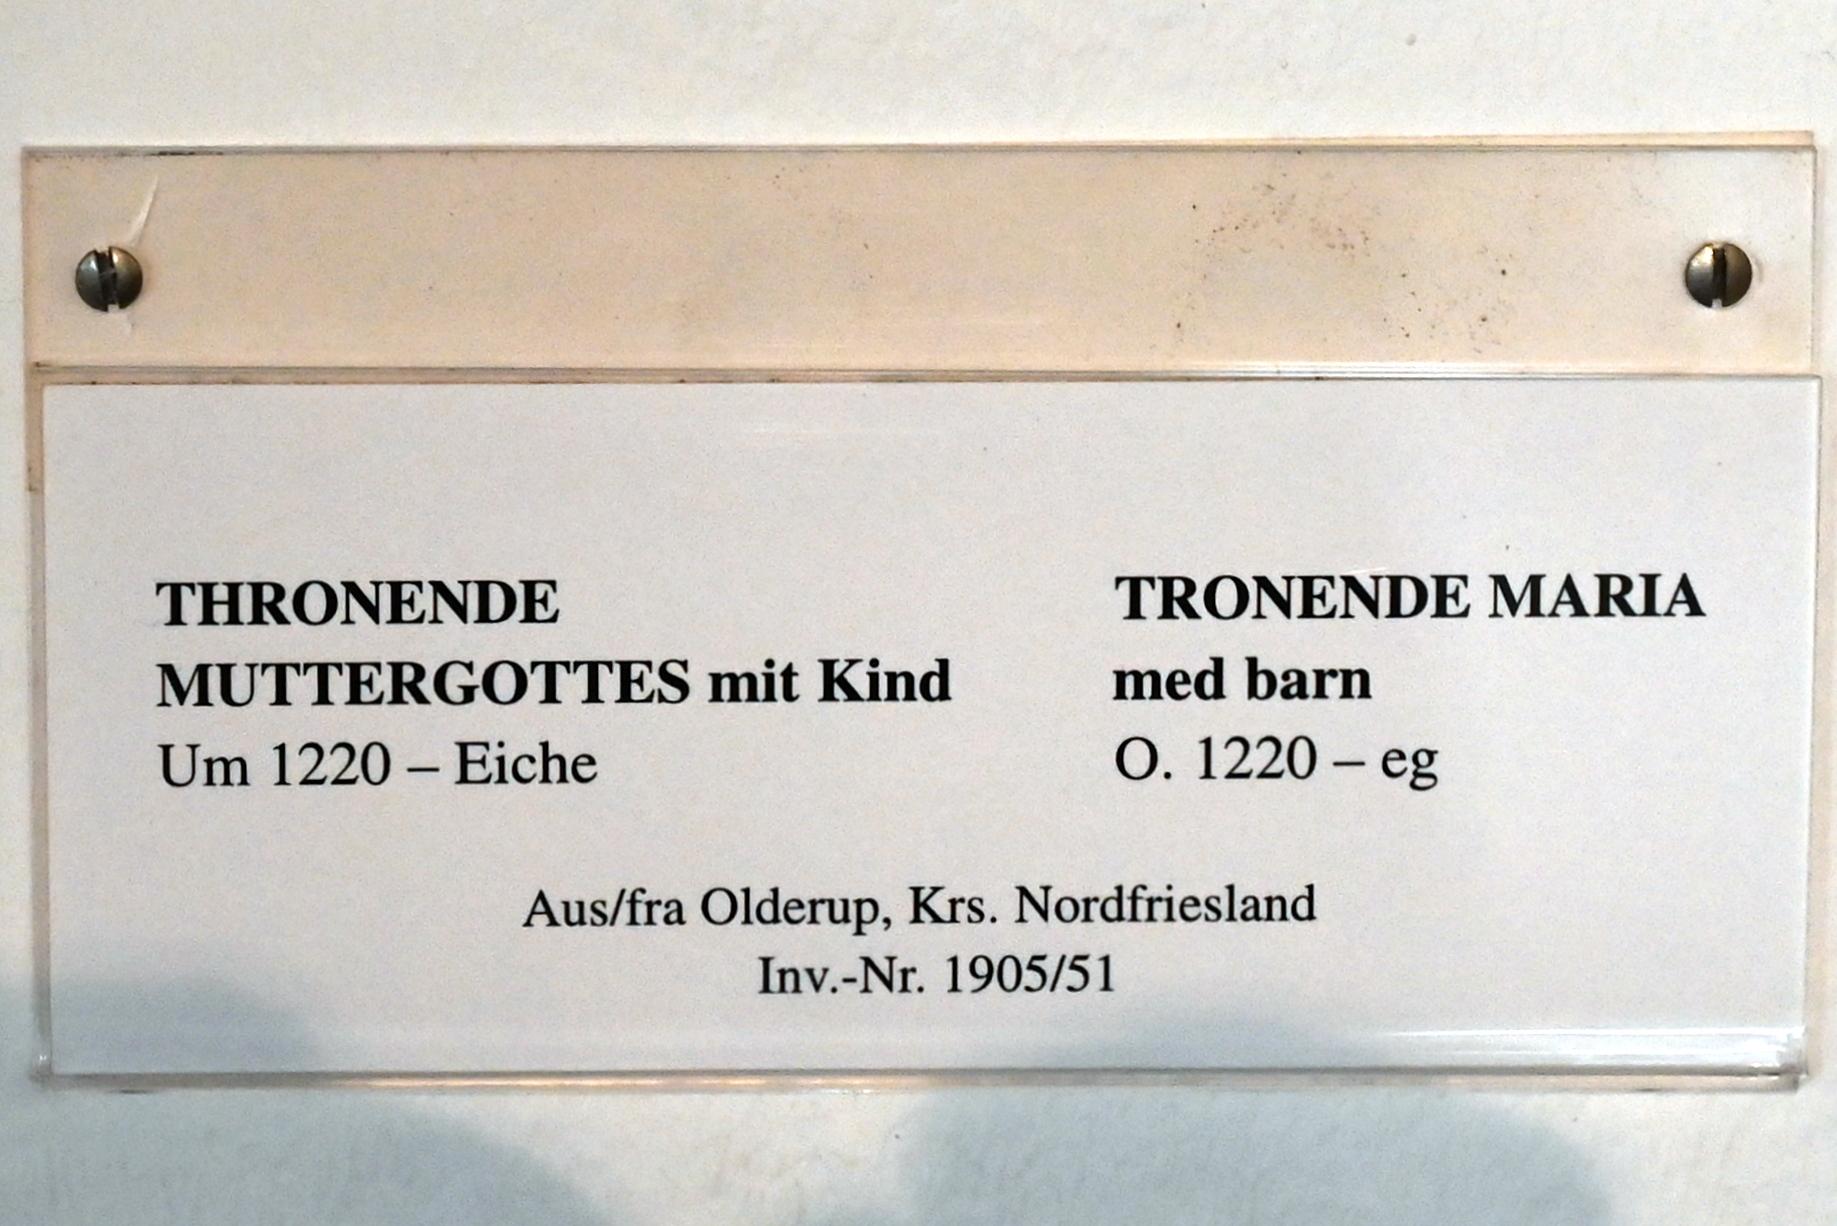 THRONENDE
MUTTERGOTTES mit Kind
Um 1220 – Eiche
TRONENDE MARIA
med barn
O. 1220 – eg
Aus/fra Olderup, Krs. Nordfriesland
Inv.-Nr. 1905/51